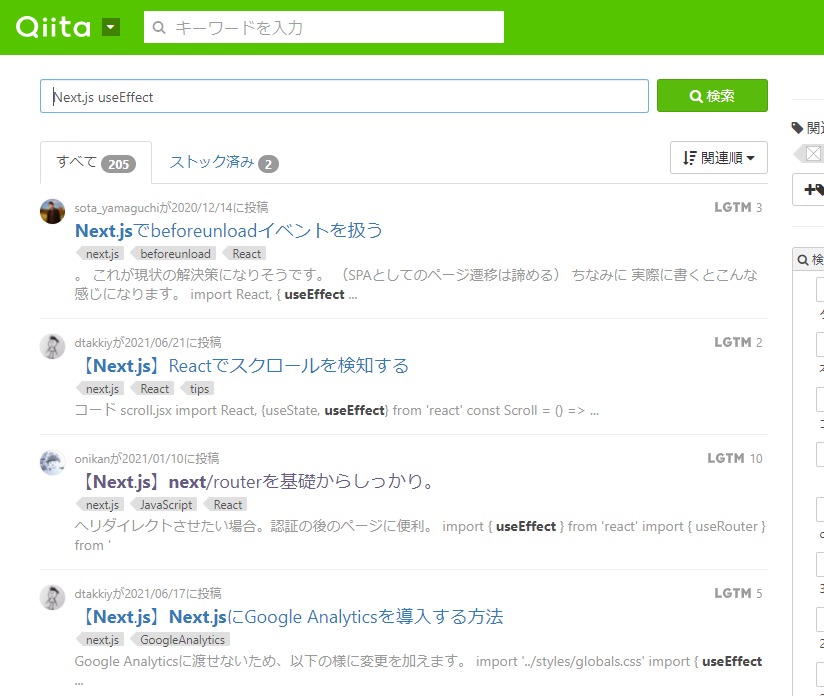 Qiita
キーワードを入力
Next.js useEffect
検索
すべて 205
ストック済み 2
関連順
関連
sota_yamaguchiが2020/12/14に投稿
LGTM 3
Next.jsでbeforeunloadイベントを扱う
next.js beforeunload React
。 これが現状の解決策になりそうです。 （SPAとしてのページ遷移は諦める） ちなみに 実際に書くとこんな
感じになります。 import React, { useEffect ...
検
dtakkiyが2021/06/21に投稿
LGTM 2
【Next.js】Reactでスクロールを検知する
next.js React tips
コード scroll.jsx import React, {useState, useEffect} from 'react' const Scroll = () => ...
onikanが2021/01/10に投稿
LGTM 10
【Next.js】next/routerを基礎からしっかり。
next.js JavaScript React
へリダイレクトさせたい場合。認証の後のページに便利。 import { useEffect } from 'react' import { useRouter }
from '
dtakkiyが2021/06/17に投稿
LGTM 5
【Next.js】Next.jsにGoogle Analyticsを導入する方法
next.js GoogleAnalytics
Google Analyticsに渡せないため、以下の様に変更を加えます。 import '../styles/globals.css' import { useEffect
...